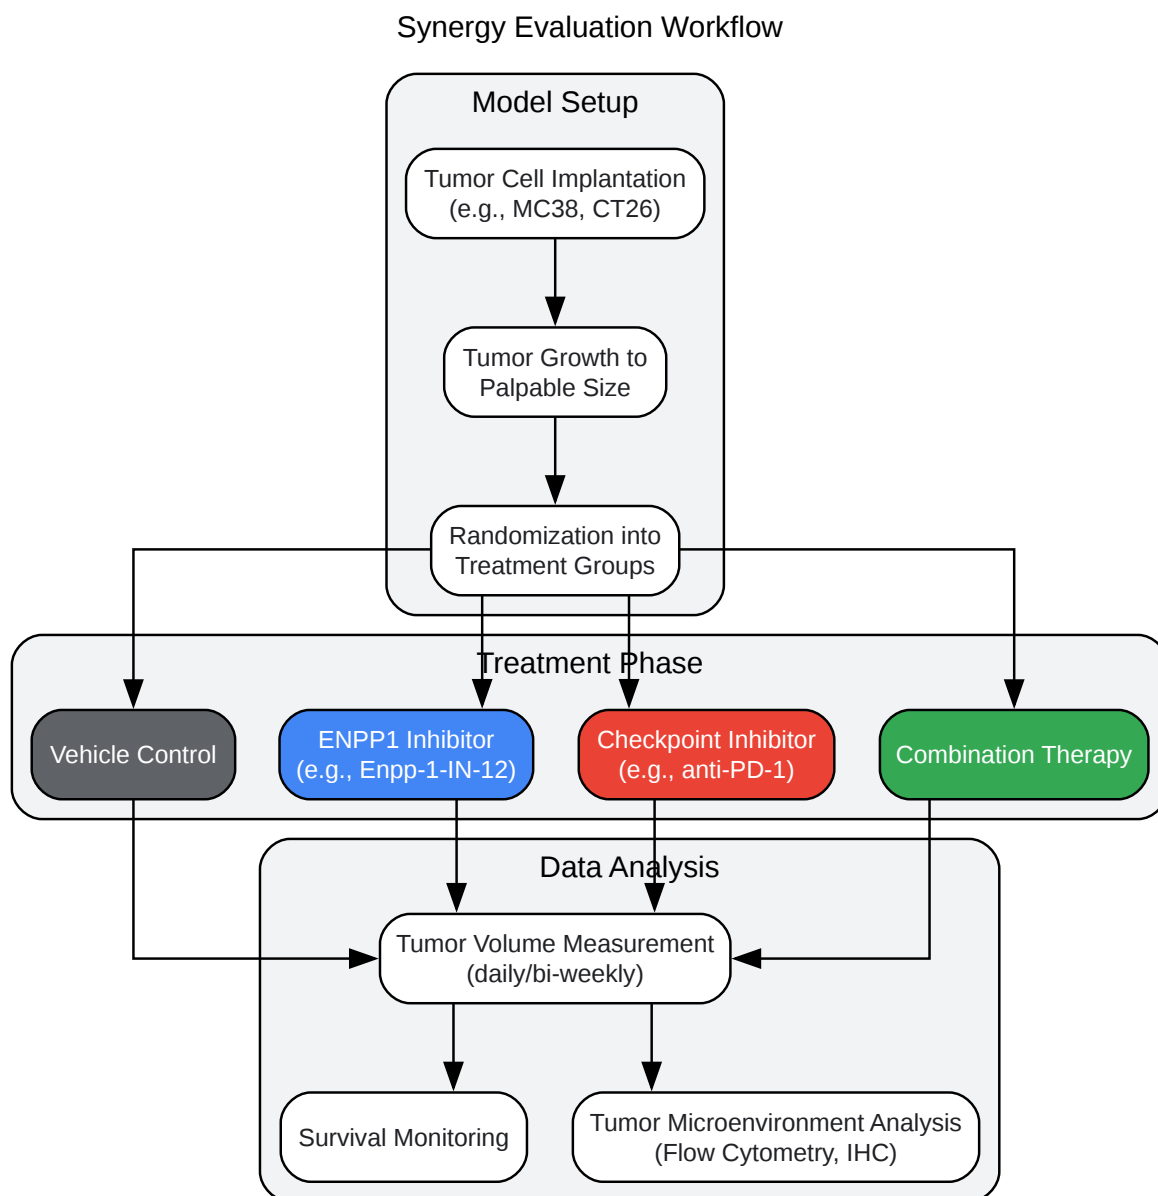 Synergy Evaluation Workflow
Model Setup
Tumor Cell Implantation
(e.g., MC38, CT26)
Tumor Growth to
Palpable Size
Randomization into
Treatment Groups
Treatment Phase
Vehicle Control
ENPP1 Inhibitor
(e.g., Enpp-1-IN-12)
Checkpoint Inhibitor
(e.g., anti-PD-1)
Combination Therapy
Data Analysis
Tumor Volume Measurement
(daily/bi-weekly)
Survival Monitoring
Tumor Microenvironment Analysis
(Flow Cytometry, IHC)